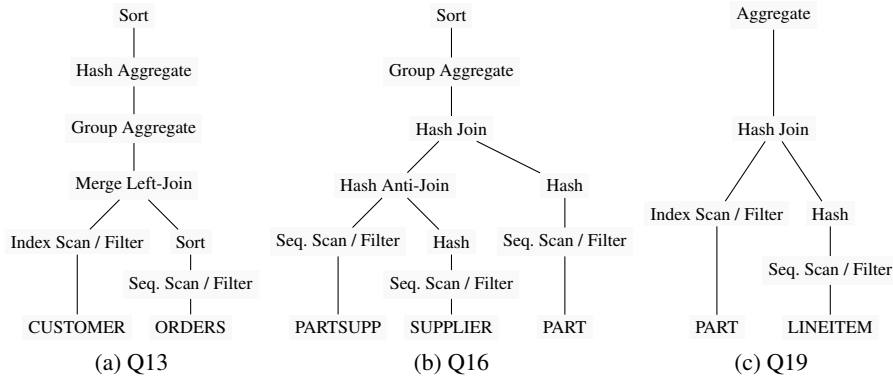 Sort
Hash Aggregate
Group Aggregate
Merge Left-Join
Index Scan / Filter
Sort
Seq. Scan / Filter
CUSTOMER
ORDERS
(a) Q13
Sort
Group Aggregate
Hash Join
Hash Anti-Join
Hash
Seq. Scan / Filter
Hash
Seq. Scan / Filter
Seq. Scan / Filter
PARTSUPP
SUPPLIER
PART
(b) Q16
Aggregate
Hash Join
Index Scan / Filter
Hash
Seq. Scan / Filter
PART
LINEITEM
(c) Q19